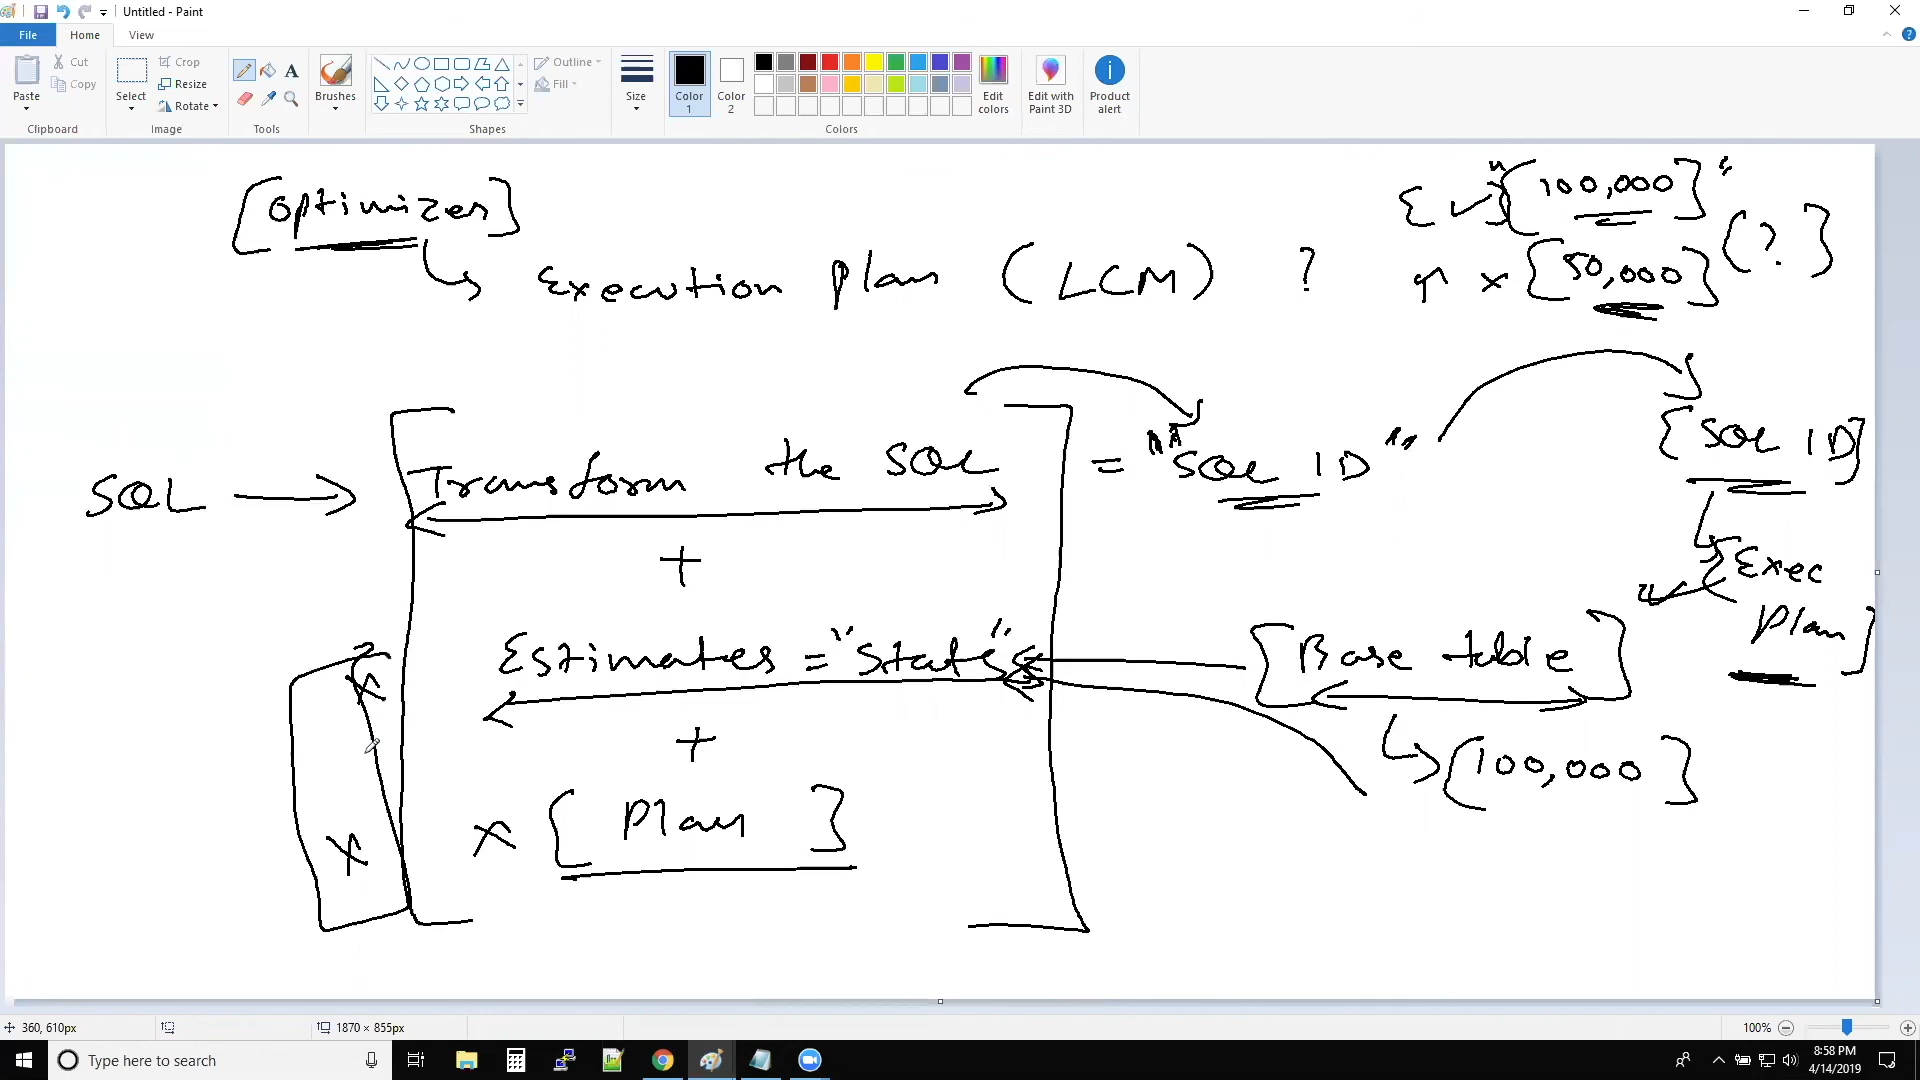 Untitled - Paint
File Home View
Paste
Cut
Copy
Clipboard
Select
Crop
Resize
Rotate
Image
Tools
Brushes
Outline
Fill
Shapes
Size
Color 1
Color 2
Edit colors
Colors
Edit with Paint 3D
Product alert
[optimizer]
Execution plan (LCM) ?
[100,000]
× [50,000] (?)
SQL
Transform the SQL
= "SQL ID"
[SQL ID]
+
[Exec Plan]
Estimates = "Stats"
[Base table]
+
[100,000]
x [Plan]
x
x
360, 610px
1870 × 855px
100%
Type here to search
8:58 PM
4/14/2019